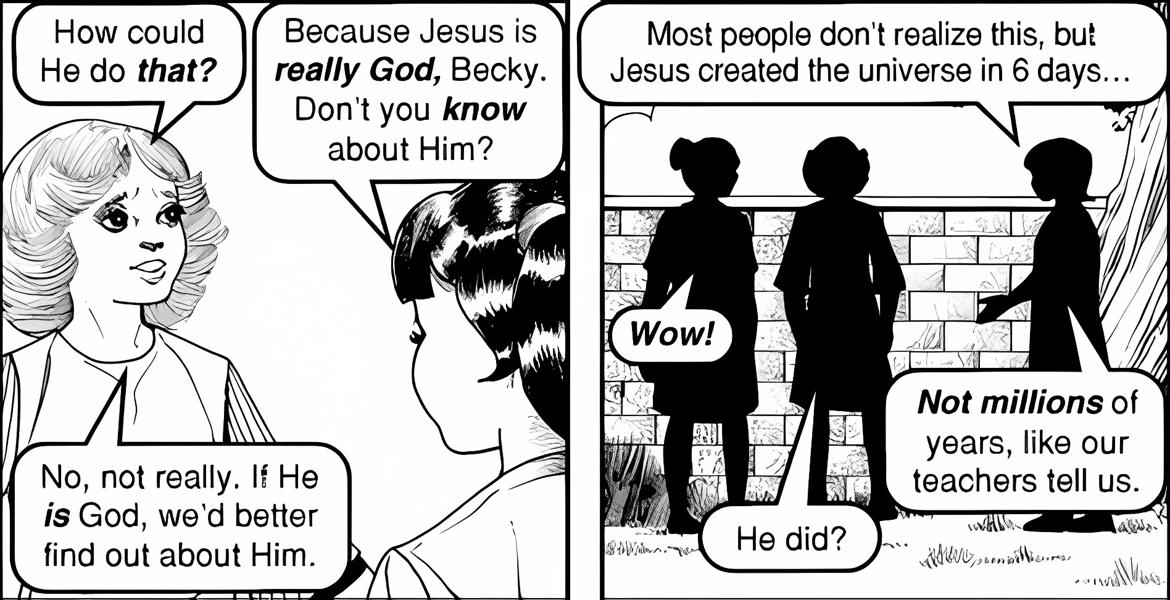 How could
He do that?
Because Jesus is
really God, Becky.
Don't you know
about Him?
No, not really. If He
is God, we'd better
find out about Him.
Most people don't realize this, but
Jesus created the universe in 6 days...
Wow!
He did?
Not millions of
years, like our
teachers tell us.